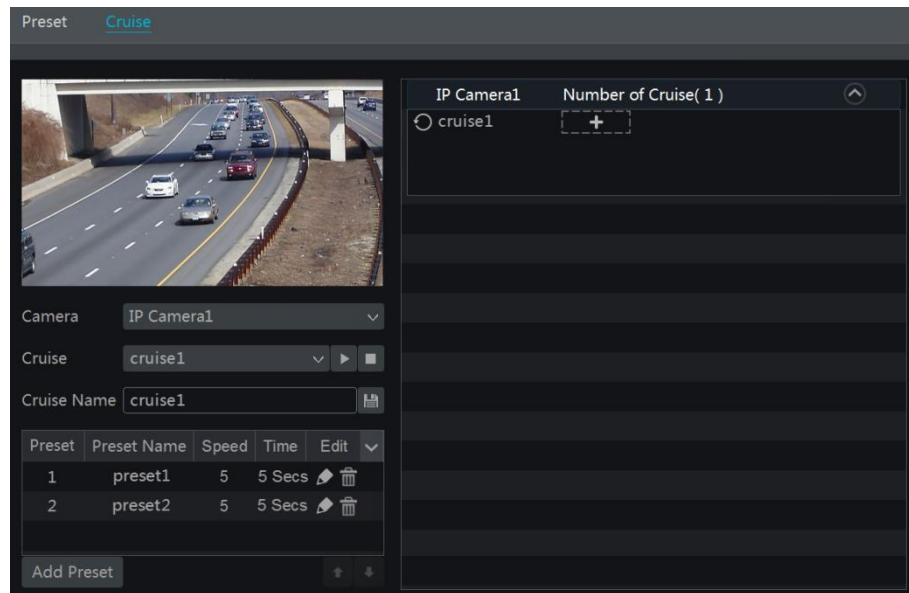 Preset Cruise
IP Camera1 Number of Cruise( 1 )
cruise1
Camera IP Camera1
Cruise cruise1
Cruise Name cruise1
Preset Preset Name Speed Time Edit
1 preset1 5 5 Secs
2 preset2 5 5 Secs
Add Preset